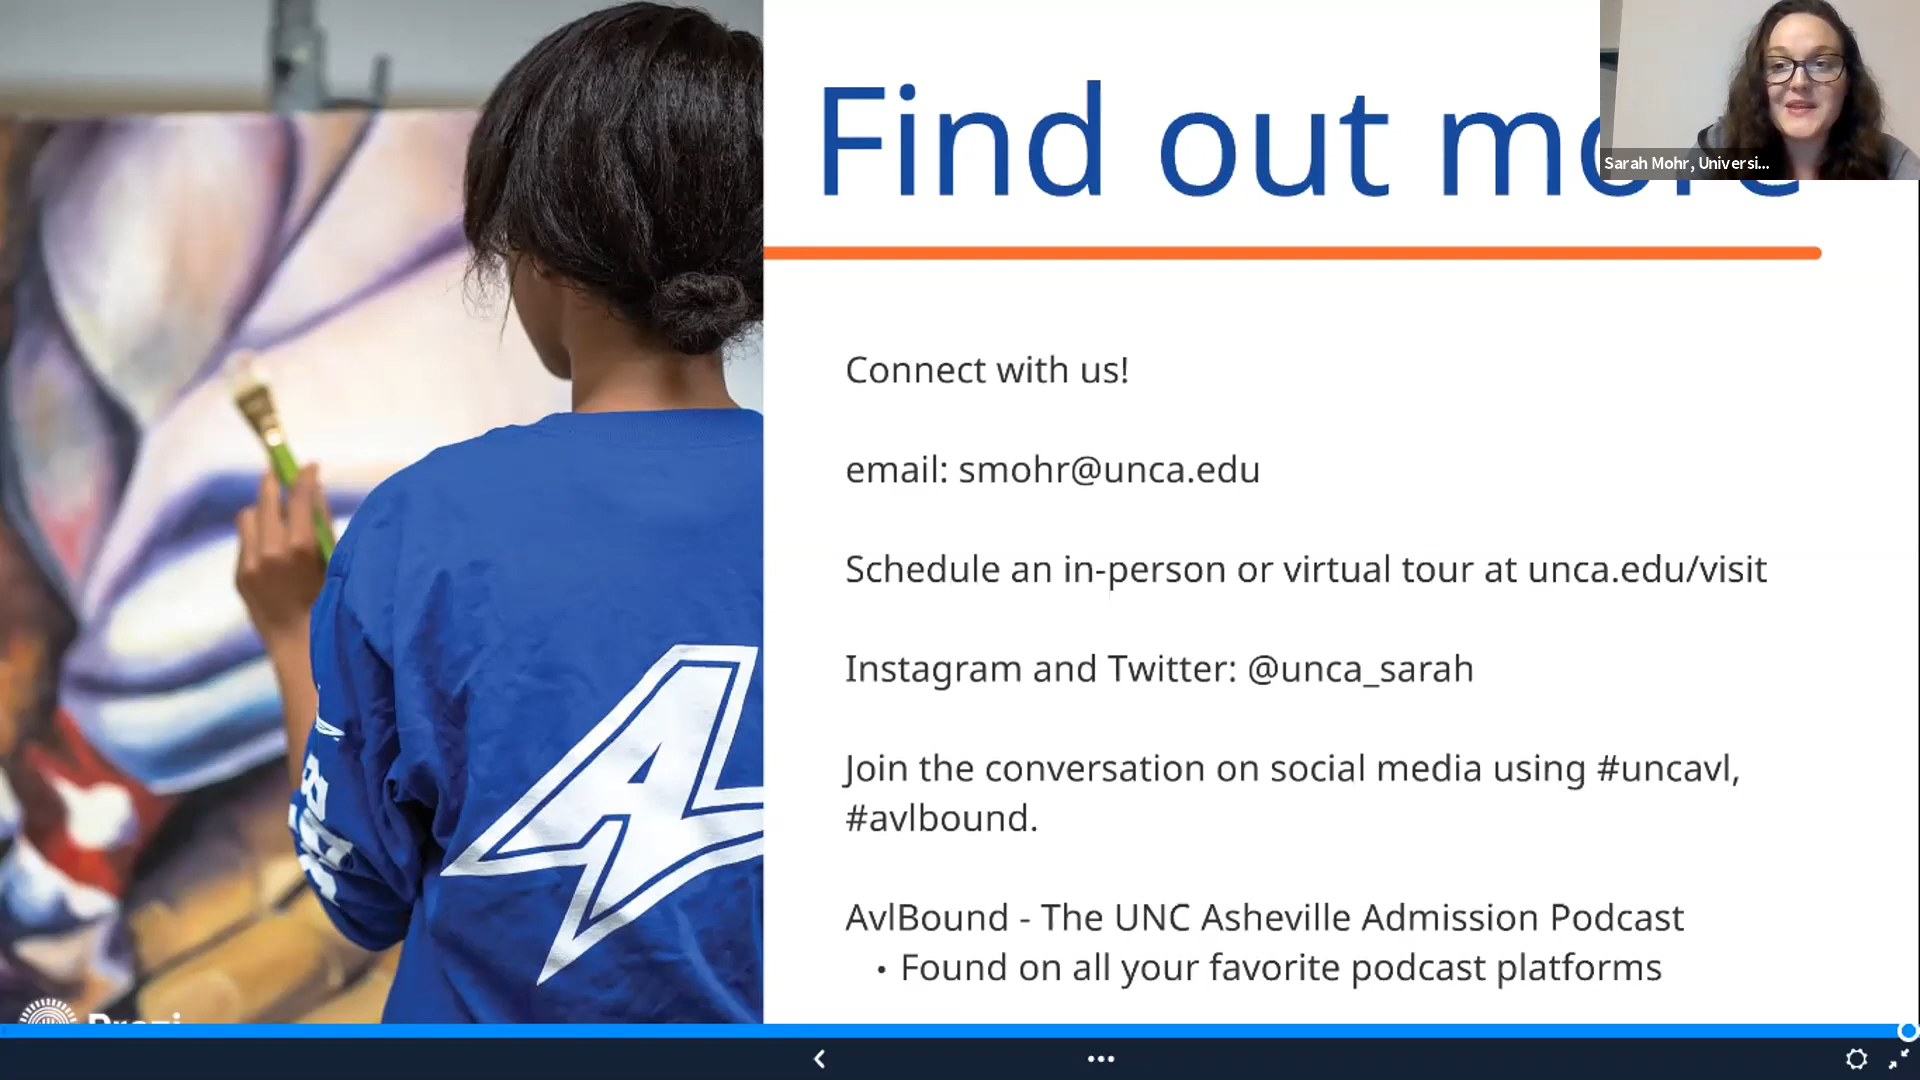 Find out more
Sarah Mohr, Universi...
Connect with us!
email: smohr@unca.edu
Schedule an in-person or virtual tour at unca.edu/visit
Instagram and Twitter: @unca_sarah
Join the conversation on social media using #uncavl,
#avlbound.
AvlBound - The UNC Asheville Admission Podcast
• Found on all your favorite podcast platforms
Prezi